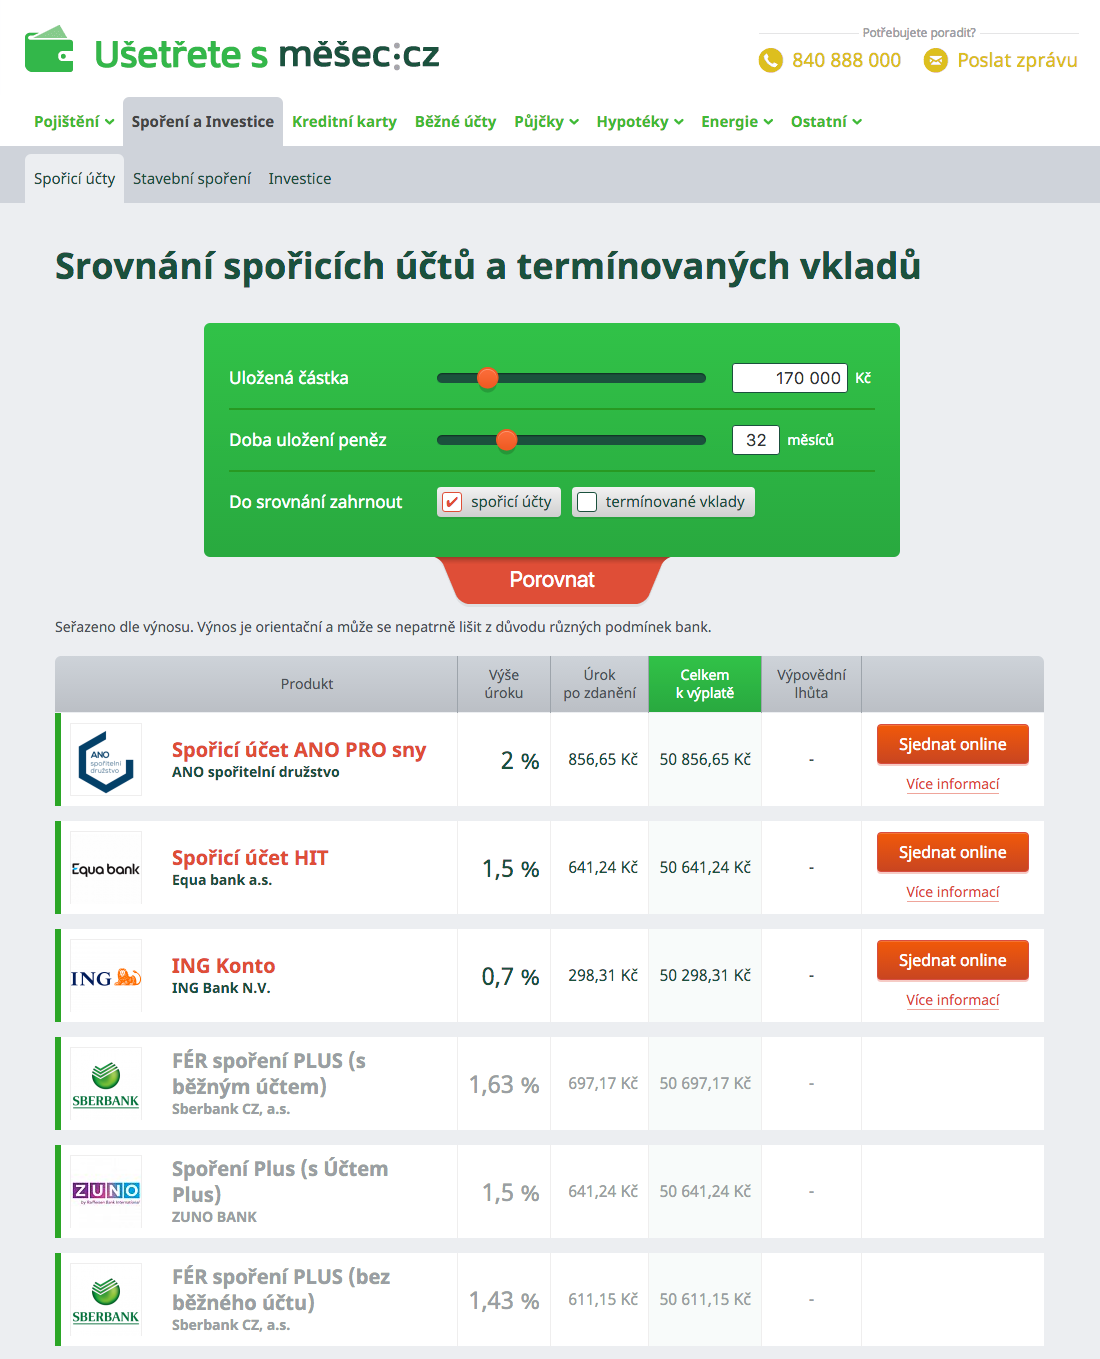 Ušetřete s měšec:cz
Potřebujete poradit?
840 888 000 Poslat zprávu
Pojištění Spoření a Investice Kreditní karty Běžné účty Půjčky Hypotéky Energie Ostatní
Spořicí účty Stavební spoření Investice
Srovnání spořicích účtů a termínovaných vkladů
Uložená částka 170 000 Kč
Doba uložení peněz 32 měsíců
Do srovnání zahrnout spořicí účty termínované vklady
Porovnat
Seřazeno dle výnosu. Výnos je orientační a může se nepatrně lišit z důvodu různých podmínek bank.
Produkt Výše úroku Úrok po zdanění Celkem k výplatě Výpovědní lhůta
ANO spořitelní družstvo
Spořicí účet ANO PRO sny
ANO spořitelní družstvo
2 % 856,65 Kč 50 856,65 Kč -
Sjednat online
Více informací
Equa bank
Spořicí účet HIT
Equa bank a.s.
1,5 % 641,24 Kč 50 641,24 Kč -
Sjednat online
Více informací
ING
ING Konto
ING Bank N.V.
0,7 % 298,31 Kč 50 298,31 Kč -
Sjednat online
Více informací
SBERBANK
FÉR spoření PLUS (s
běžným účtem)
Sberbank CZ, a.s.
1,63 % 697,17 Kč 50 697,17 Kč -
ZUNO
by Raiffeisen Bank International
Spoření Plus (s Účtem
Plus)
ZUNO BANK
1,5 % 641,24 Kč 50 641,24 Kč -
SBERBANK
FÉR spoření PLUS (bez
běžného účtu)
Sberbank CZ, a.s.
1,43 % 611,15 Kč 50 611,15 Kč -